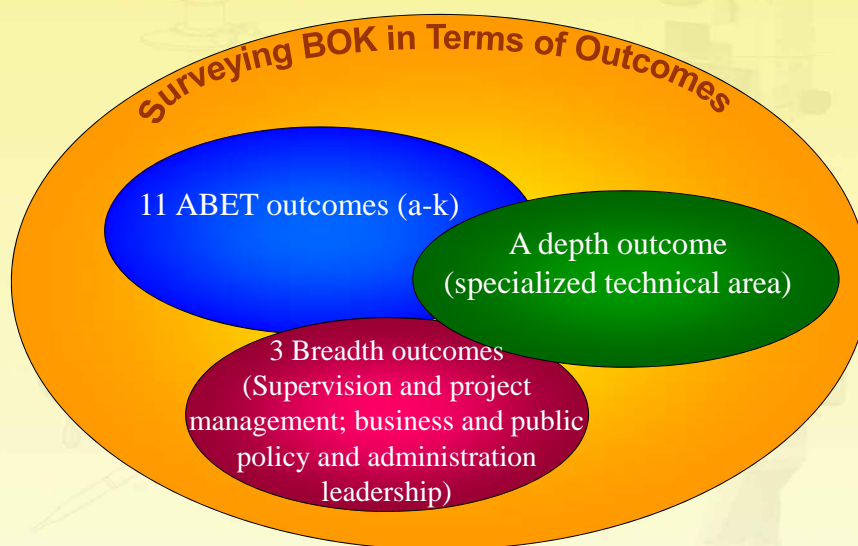 Surveying BOK in Terms of Outcomes
11 ABET outcomes (a-k)
A depth outcome
(specialized technical area)
3 Breadth outcomes
(Supervision and project
management; business and public
policy and administration
leadership)